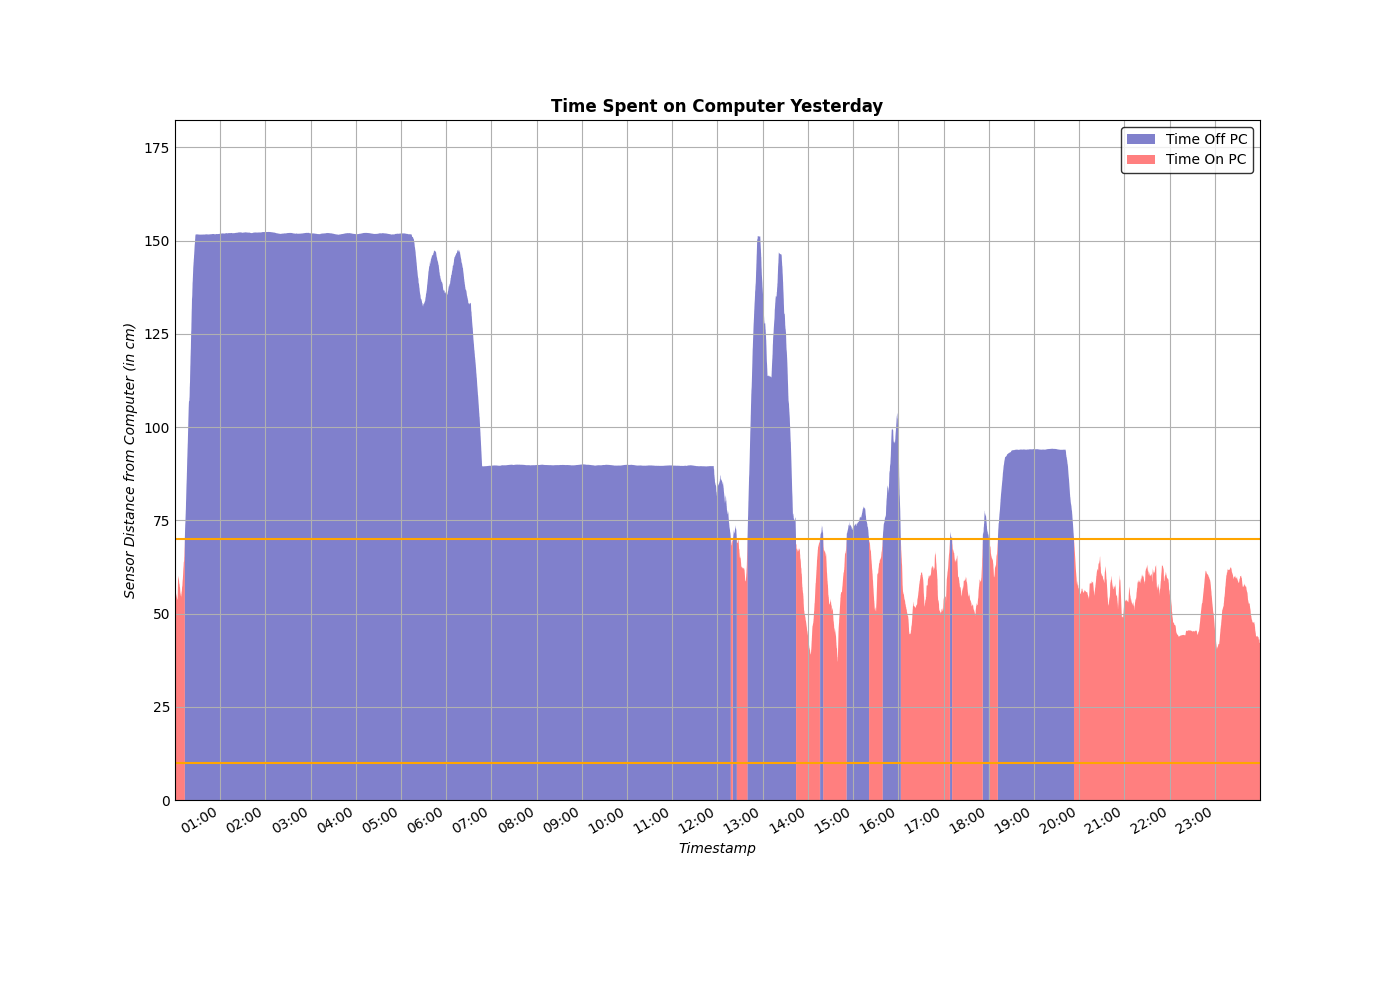 Time Spent on Computer Yesterday
Time Off PC
Time On PC
175
150
125
100
75
50
25
0
Sensor Distance from Computer (in cm)
01:00 02:00 03:00 04:00 05:00 06:00 07:00 08:00 09:00 10:00 11:00 12:00 13:00 14:00 15:00 16:00 17:00 18:00 19:00 20:00 21:00 22:00 23:00
Timestamp